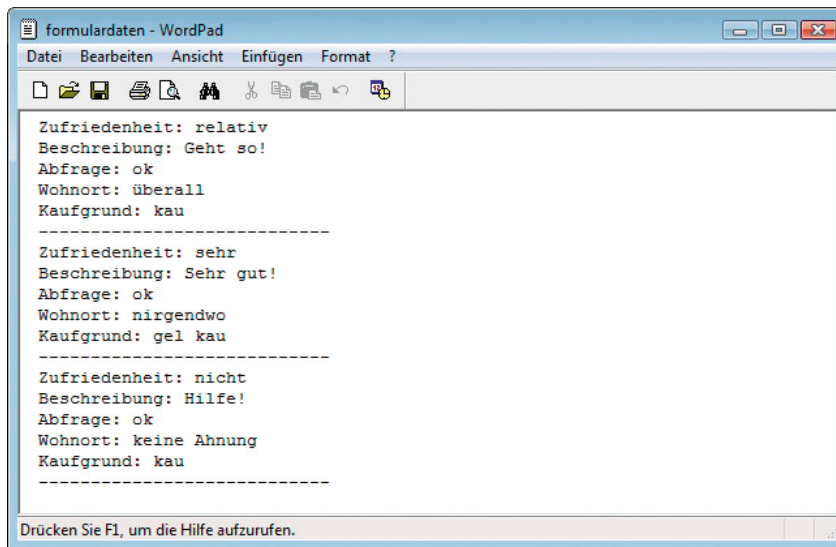 formulardaten - WordPad
Datei Bearbeiten Ansicht Einfügen Format ?
Zufriedenheit: relativ
Beschreibung: Geht so!
Abfrage: ok
Wohnort: überall
Kaufgrund: kau
----------------------------
Zufriedenheit: sehr
Beschreibung: Sehr gut!
Abfrage: ok
Wohnort: nirgendwo
Kaufgrund: gel kau
----------------------------
Zufriedenheit: nicht
Beschreibung: Hilfe!
Abfrage: ok
Wohnort: keine Ahnung
Kaufgrund: kau
----------------------------
Drücken Sie F1, um die Hilfe aufzurufen.